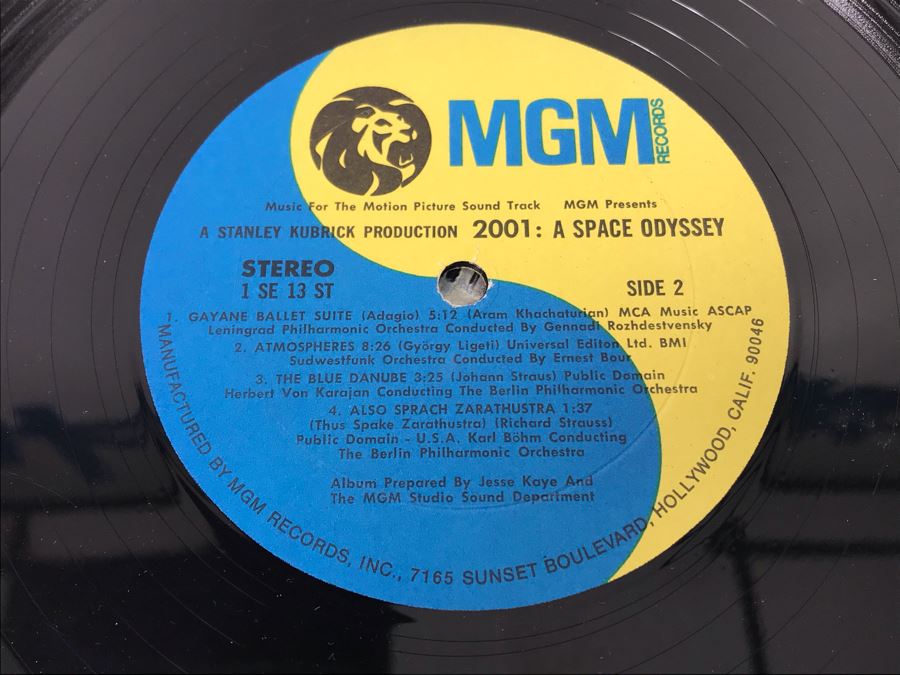 MGM RECORDS
Music For The Motion Picture Sound Track MGM Presents
A STANLEY KUBRICK PRODUCTION 2001: A SPACE ODYSSEY
STEREO
1 SE 13 ST
SIDE 2
1. GAYANE BALLET SUITE (Adagio) 5:12 (Aram Khachaturian) MCA Music ASCAP
Leningrad Philharmonic Orchestra Conducted By Gennadi Rozhdestvensky
2. ATMOSPHERES 8:26 (György Ligeti) Universal Editon Ltd. BMI
Sudwestfunk Orchestra Conducted By Ernest Bour
3. THE BLUE DANUBE 3:25 (Johann Straus) Public Domain
Herbert Von Karajan Conducting The Berlin Philharmonic Orchestra
4. ALSO SPRACH ZARATHUSTRA 1:37
(Thus Spake Zarathustra) (Richard Strauss)
Public Domain - U.S.A. Karl Böhm Conducting
The Berlin Philharmonic Orchestra
Album Prepared By Jesse Kaye And
The MGM Studio Sound Department
MANUFACTURED BY MGM RECORDS, INC., 7165 SUNSET BOULEVARD, HOLLYWOOD, CALIF. 90046